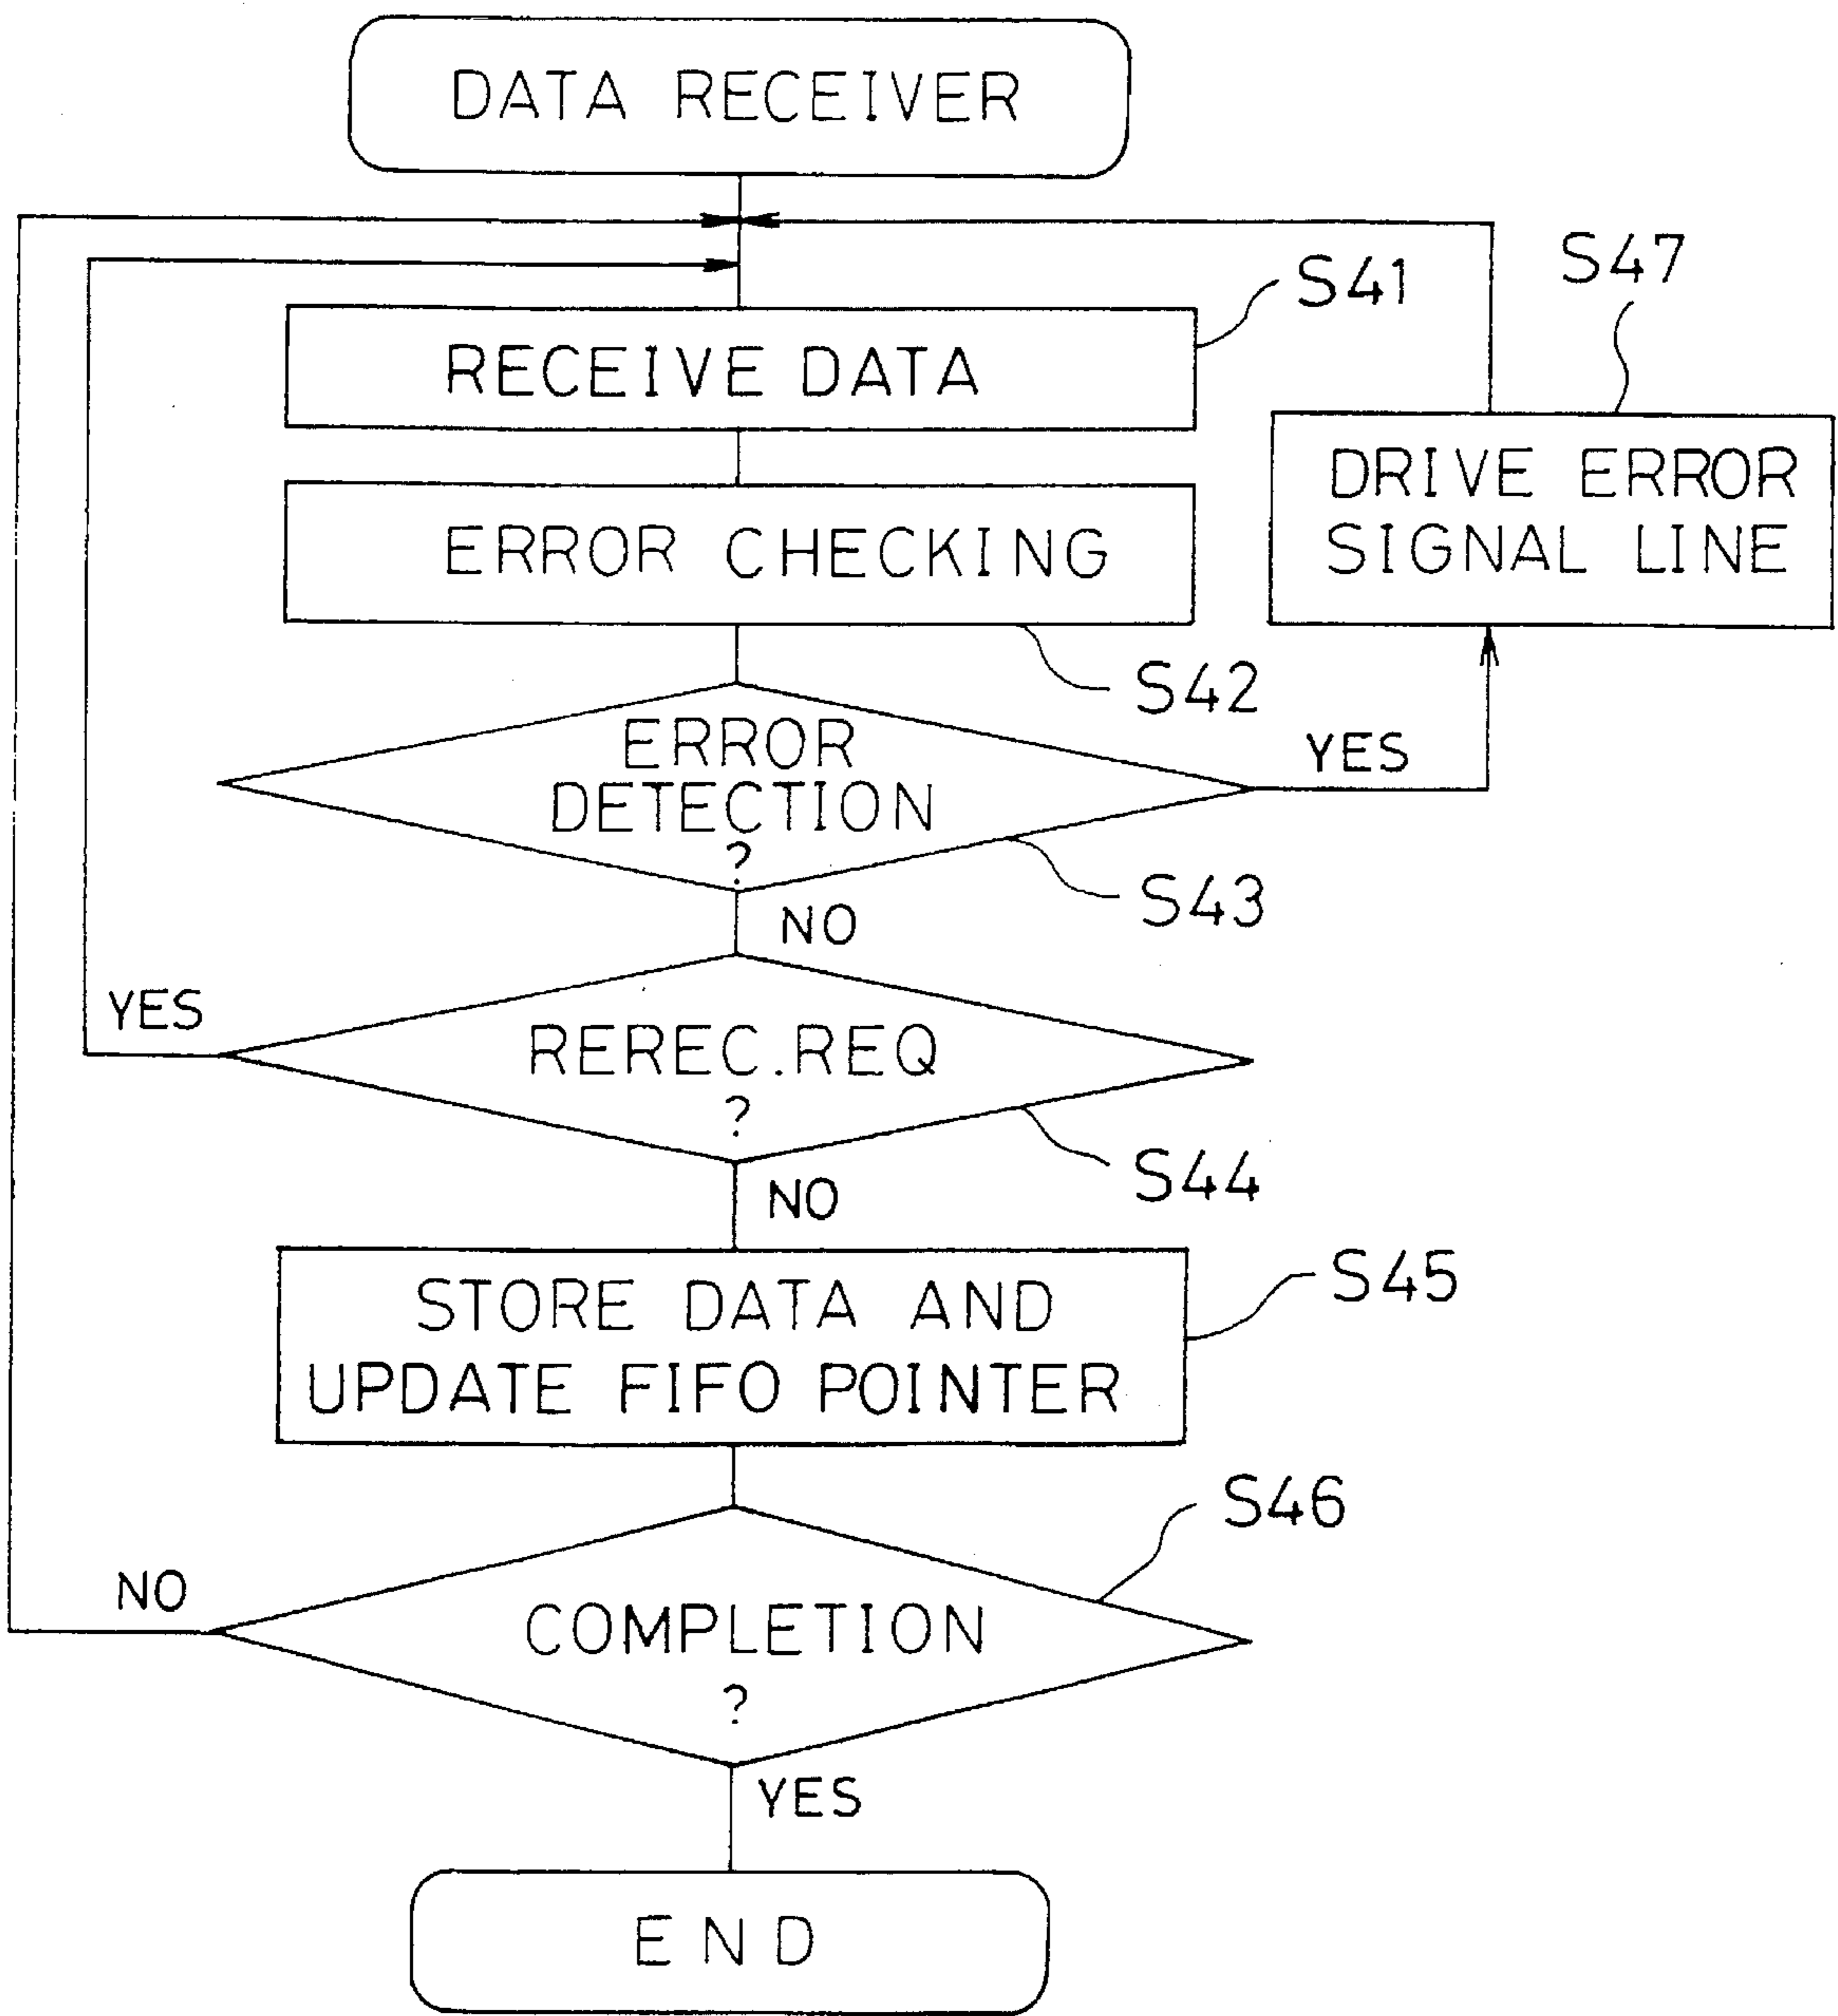 DATA RECEIVER
S41
S47
RECEIVE DATA
DRIVE ERROR
SIGNAL LINE
ERROR CHECKING
S42
ERROR
DETECTION
?
YES
S43
NO
YES
REREC.REQ
?
S44
NO
STORE DATA AND
UPDATE FIFO POINTER
S45
S46
NO
COMPLETION
?
YES
END